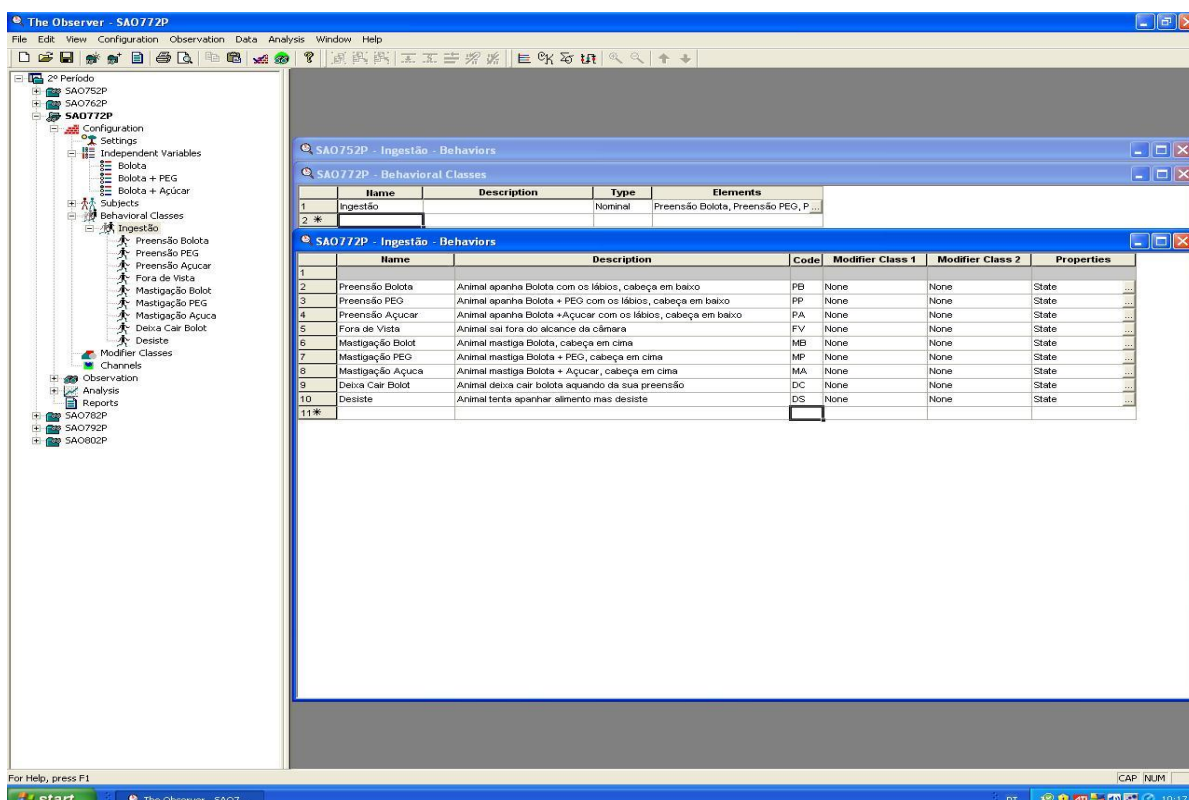 The Observer - SAO772P
File Edit View Configuration Observation Data Analysis Window Help
2º Período
SAO752P
SAO762P
SAO772P
Configuration
Settings
Independent Variables
Bolota
Bolota + PEG
Bolota + Açúcar
Subjects
Behavioral Classes
Ingestão
Preensão Bolota
Preensão PEG
Preensão Açucar
Fora de Vista
Mastigação Bolot
Mastigação PEG
Mastigação Açuca
Deixa Cair Bolot
Desiste
Modifier Classes
Channels
Observation
Analysis
Reports
SAO782P
SAO792P
SAO802P
SAO752P - Ingestão - Behaviors
SAO772P - Behavioral Classes
Name Description Type Elements
1 Ingestão Nominal Preensão Bolota, Preensão PEG, P ...
2 *
SAO772P - Ingestão - Behaviors
Name Description Code Modifier Class 1 Modifier Class 2 Properties
1
2 Preensão Bolota Animal apanha Bolota com os lábios, cabeça em baixo PB None None State ...
3 Preensão PEG Animal apanha Bolota + PEG com os lábios, cabeça em baixo PP None None State ...
4 Preensão Açucar Animal apanha Bolota +Açucar com os lábios, cabeça em baixo PA None None State ...
5 Fora de Vista Animal sai fora do alcance da câmara FV None None State ...
6 Mastigação Bolot Animal mastiga Bolota, cabeça em cima MB None None State ...
7 Mastigação PEG Animal mastiga Bolota + PEG, cabeça em cima MP None None State ...
8 Mastigação Açuca Animal mastiga Bolota + Açucar, cabeça em cima MA None None State ...
9 Deixa Cair Bolot Animal deixa cair bolota aquando da sua preensão DC None None State ...
10 Desiste Animal tenta apanhar alimento mas desiste DS None None State ...
11 *
For Help, press F1
CAP NUM
start The Observer - SAO7... PT 19:17